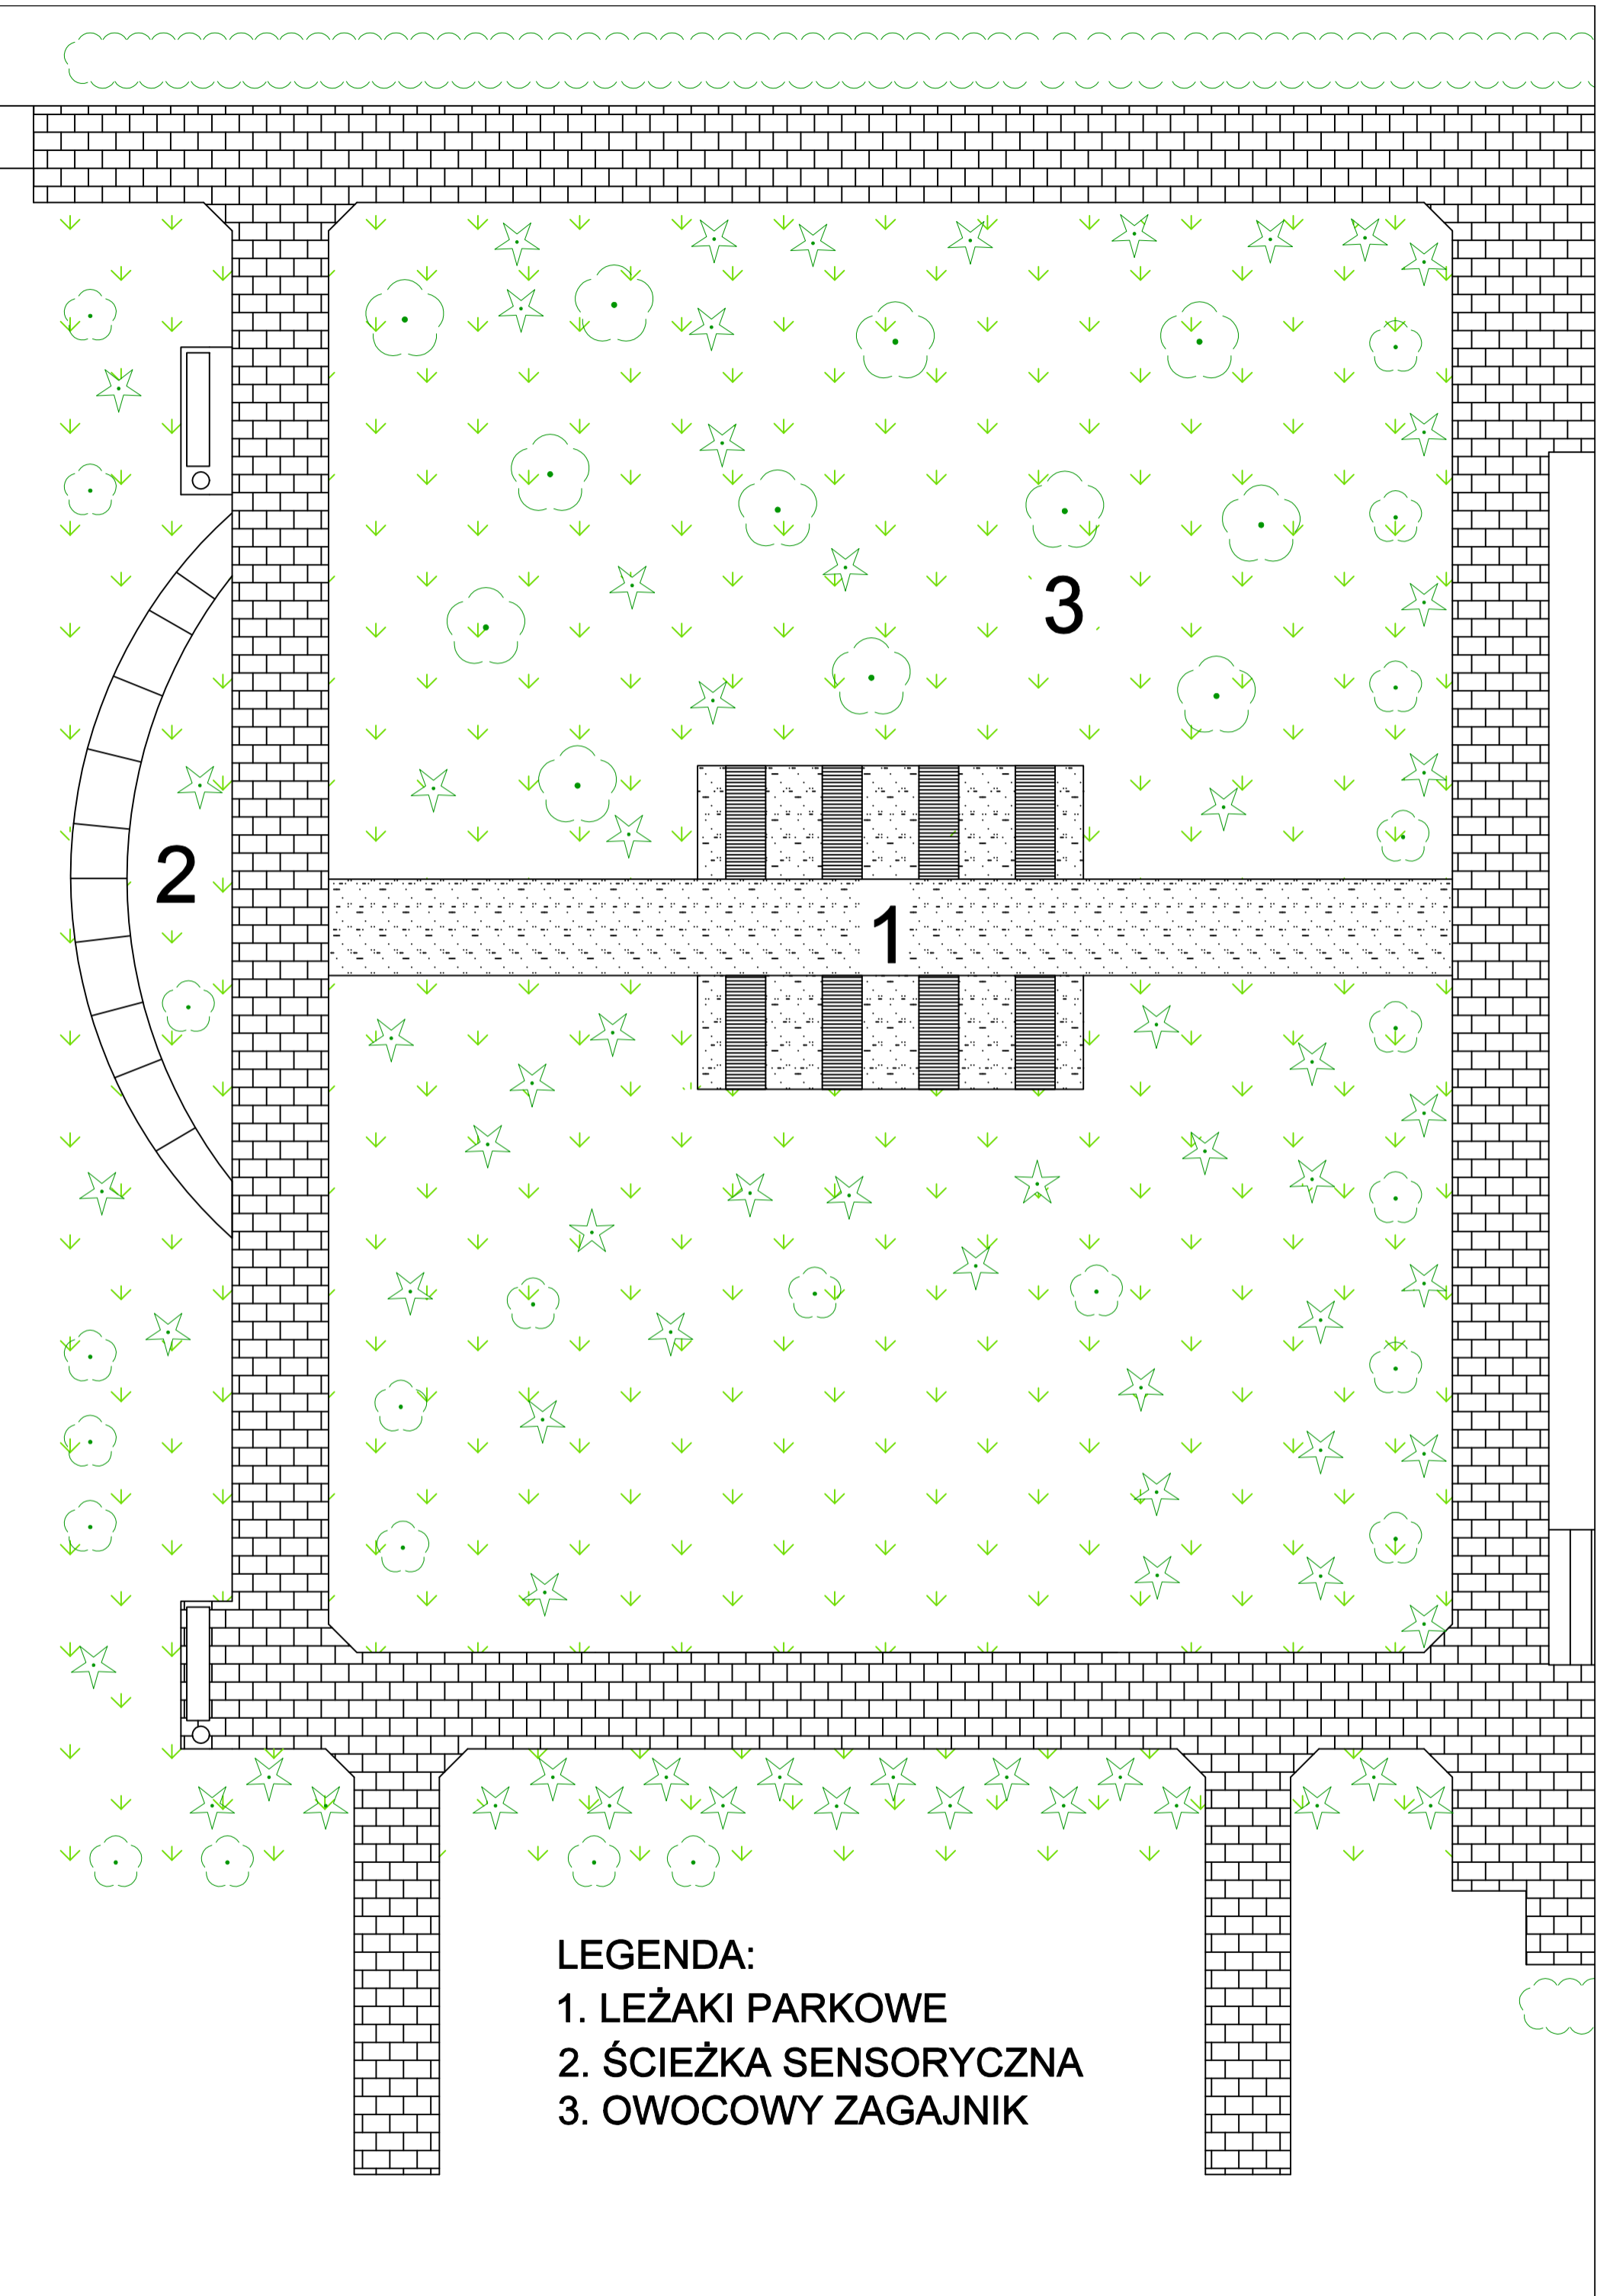 3
2
1
LEGENDA:
1. LEŻAKI PARKOWE
2. ŚCIEŻKA SENSORYCZNA
3. OWOCOWY ZAGAJNIK